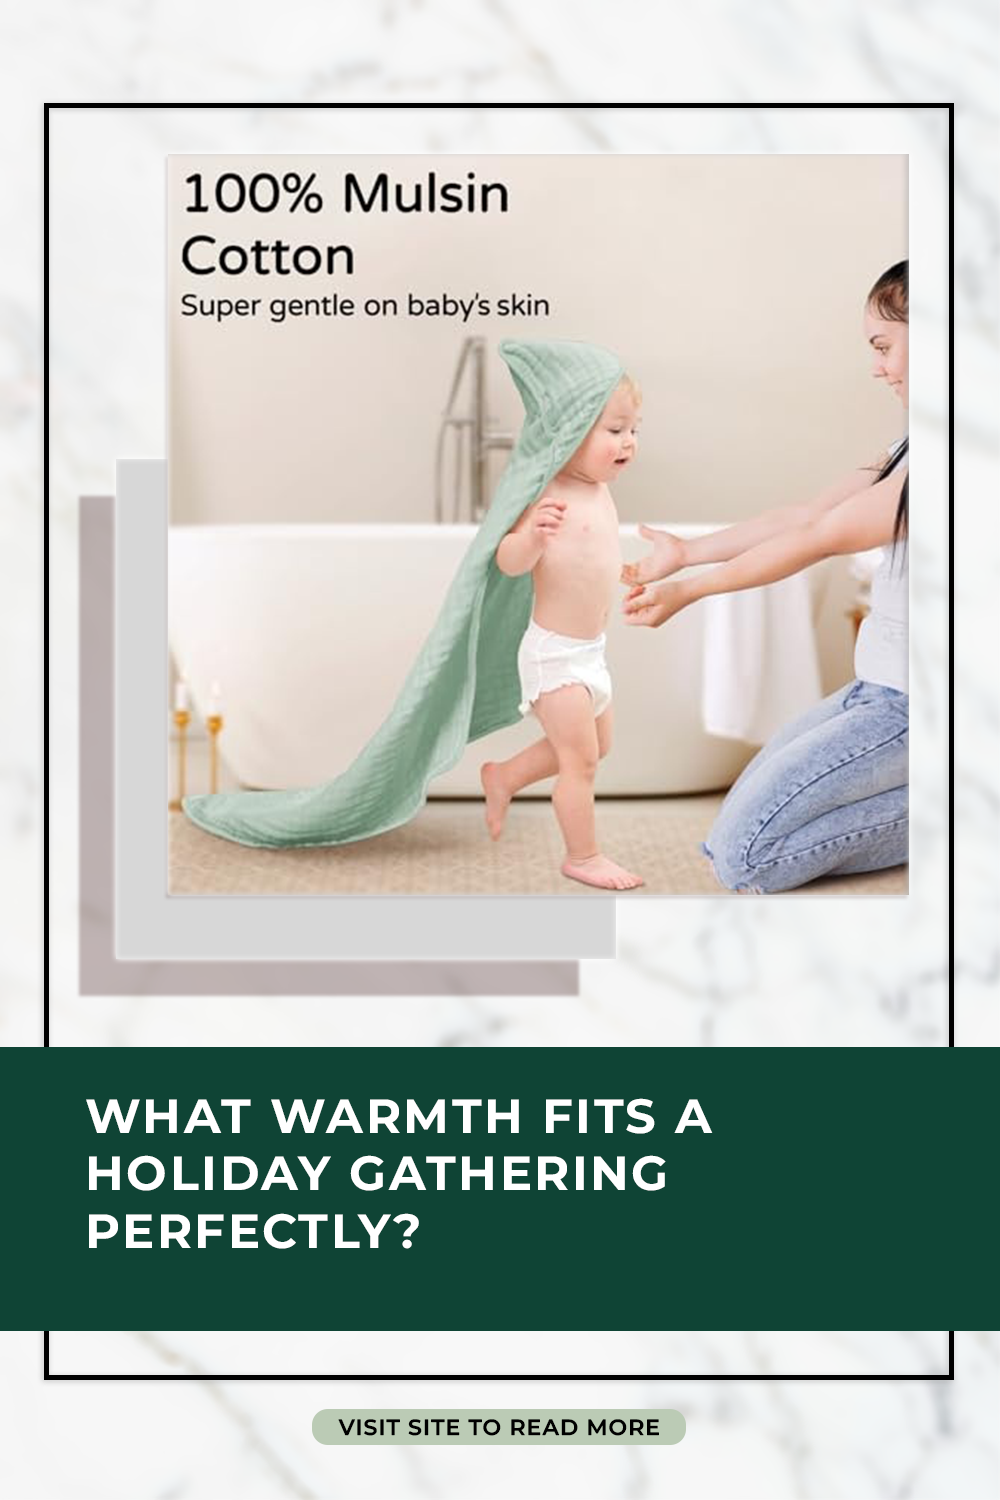 100% Mulsin
Cotton
Super gentle on baby's skin
WHAT WARMTH FITS A
HOLIDAY GATHERING
PERFECTLY?
VISIT SITE TO READ MORE